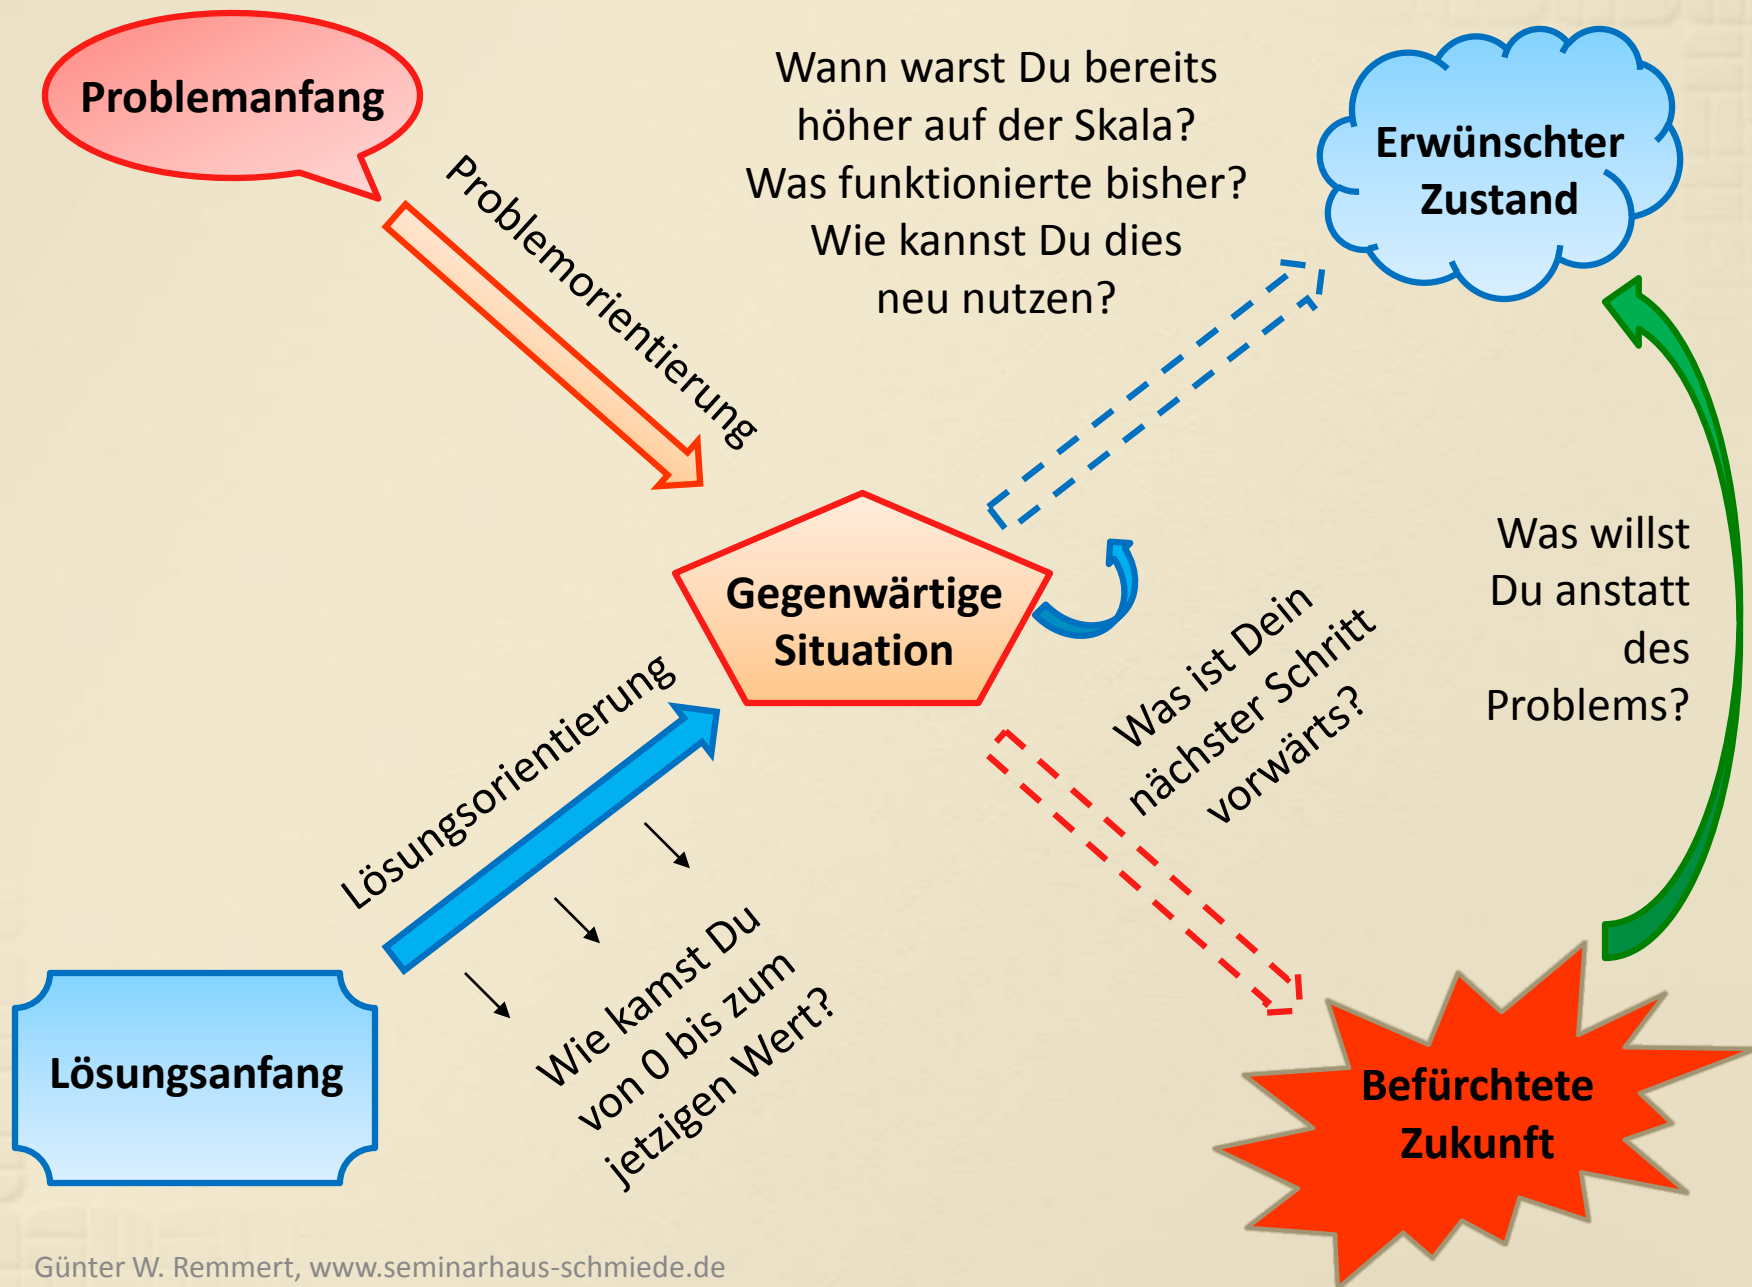 Problemanfang
Problemorientierung
Wann warst Du bereits
höher auf der Skala?
Was funktionierte bisher?
Wie kannst Du dies
neu nutzen?
Erwünschter
Zustand
Gegenwärtige
Situation
Was willst
Du anstatt
des
Problems?
Was ist Dein
nächster Schritt
vorwärts?
Lösungsorientierung
Wie kamst Du
von 0 bis zum
jetzigen Wert?
Lösungsanfang
Befürchtete
Zukunft
Günter W. Remmert, www.seminarhaus-schmiede.de